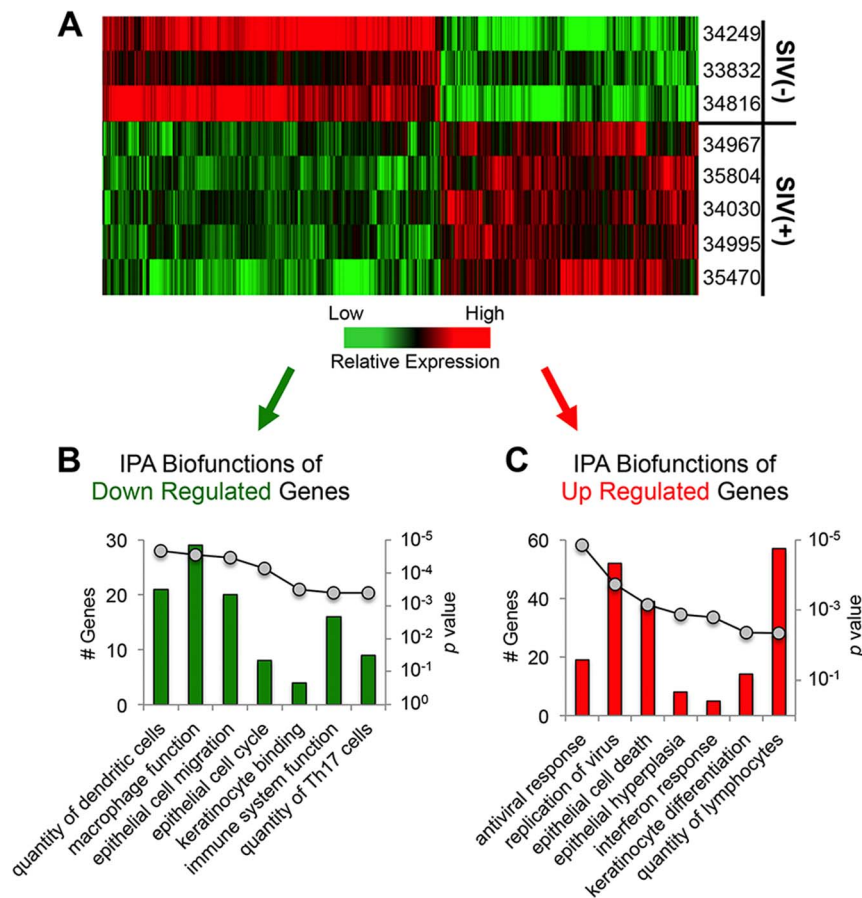 A
34249
33832
34816
SIV(-)
34967
35804
34030
34995
35470
SIV(+)
Low High
Relative Expression
B
IPA Biofunctions of
Down Regulated Genes
30
20
10
0
# Genes
10-5
10-4
10-3
10-2
10-1
100
p value
quantity of dendritic cells
macrophage function
epithelial cell migration
epithelial cell cycle
keratinocyte binding
immune system function
quantity of Th17 cells
C
IPA Biofunctions of
Up Regulated Genes
60
40
20
0
# Genes
10-5
10-3
10-1
p value
antiviral response
replication of virus
epithelial cell death
epithelial hyperplasia
interferon response
keratinocyte differentiation
quantity of lymphocytes